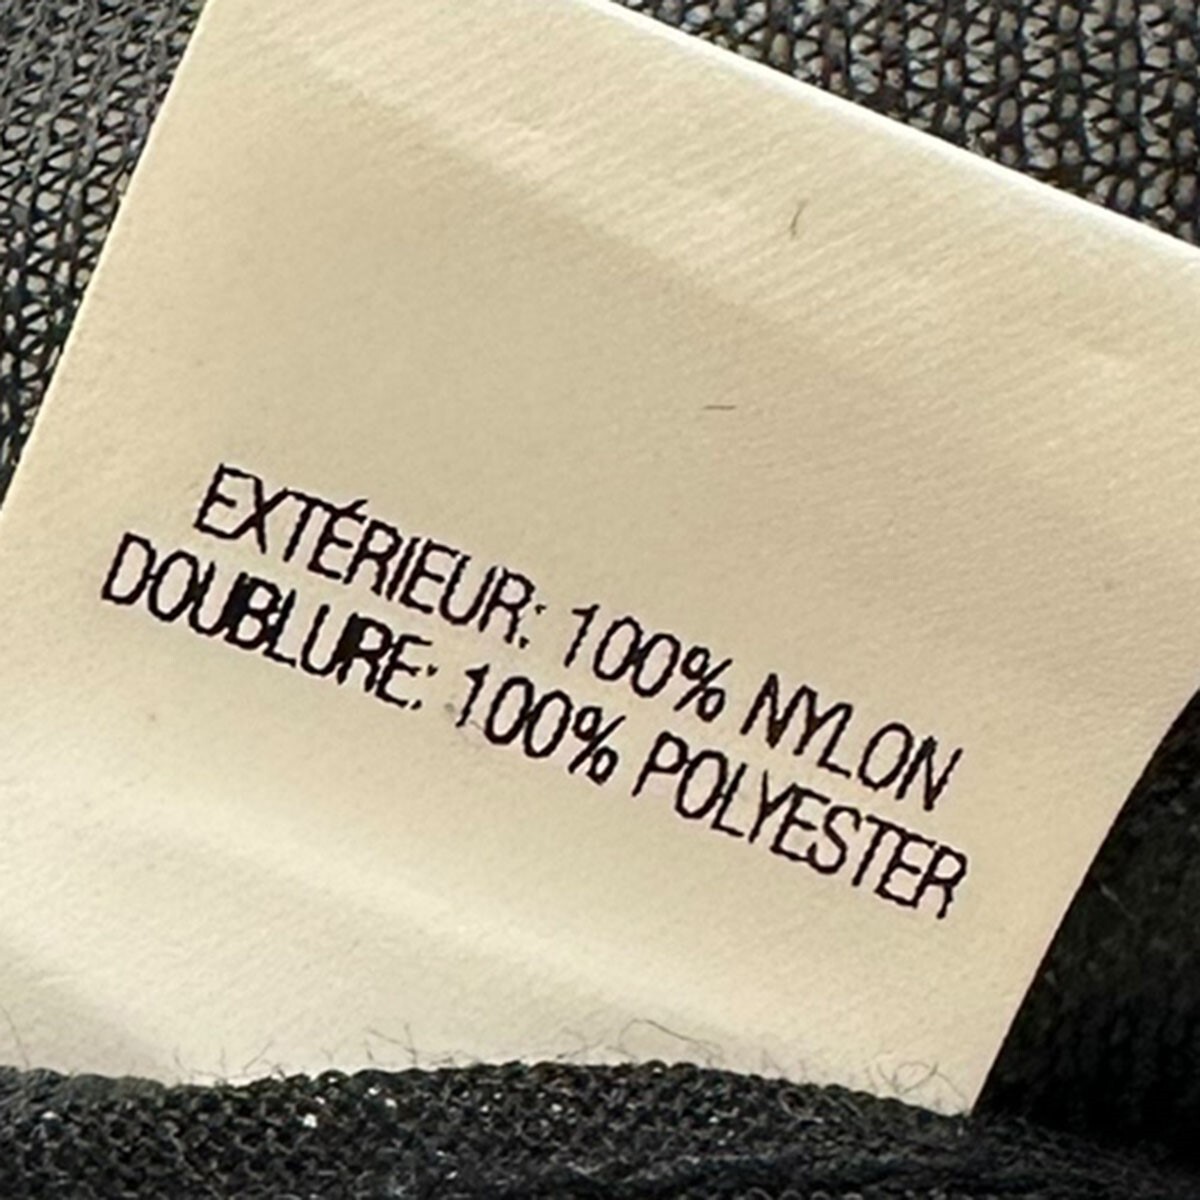 EXTÉRIEUR: 100% NYLON
DOUBLURE: 100% POLYESTER